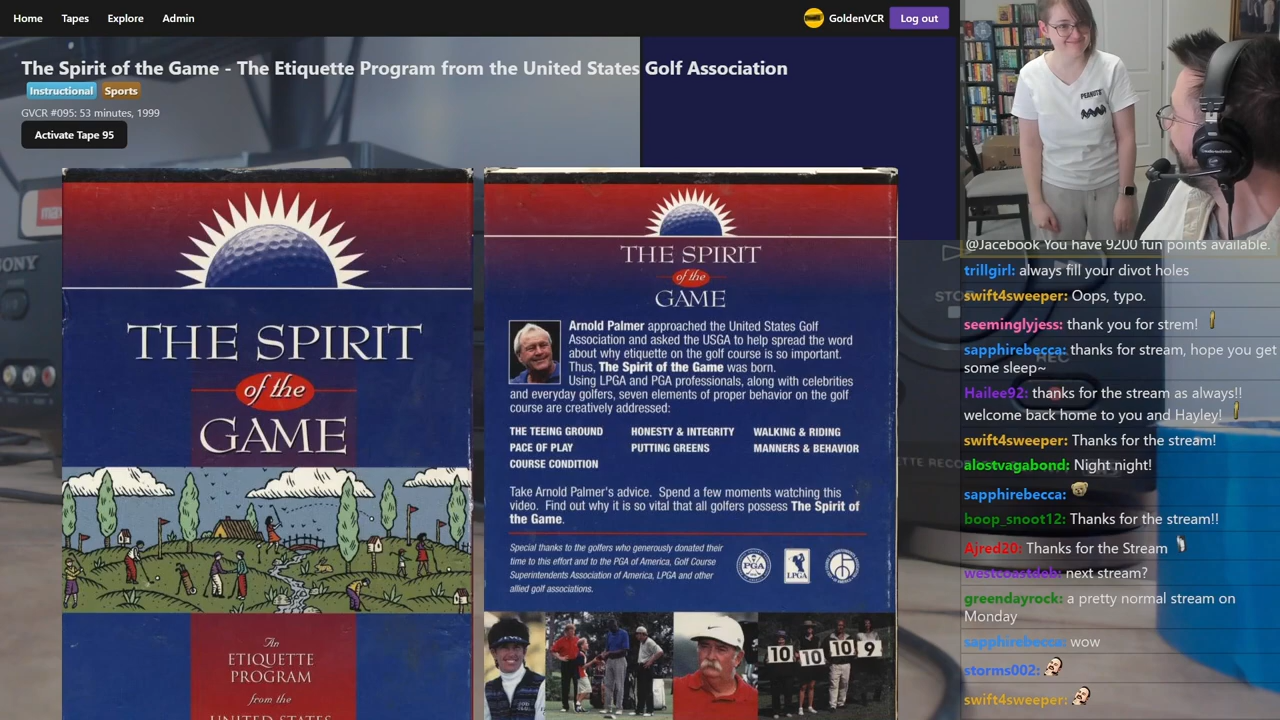 Home Tapes Explore Admin
GoldenVCR Log out
The Spirit of the Game - The Etiquette Program from the United States Golf Association
Instructional Sports
GVCR #095: 53 minutes, 1999
Activate Tape 95
THE SPIRIT
of the
GAME
An
ETIQUETTE
PROGRAM
from the
UNITED STATES
THE SPIRIT
of the
GAME
Arnold Palmer approached the United States Golf
Association and asked the USGA to help spread the word
about why etiquette on the golf course is so important.
Thus, The Spirit of the Game was born.
Using LPGA and PGA professionals, along with celebrities
and everyday golfers, seven elements of proper behavior on the golf
course are creatively addressed:
THE TEEING GROUND HONESTY & INTEGRITY WALKING & RIDING
PACE OF PLAY PUTTING GREENS MANNERS & BEHAVIOR
COURSE CONDITION
Take Arnold Palmer's advice. Spend a few moments watching this
video. Find out why it is so vital that all golfers possess The Spirit of
the Game.
Special thanks to the golfers who generously donated their
time to this effort and to the PGA of America, Golf Course
Superintendents Association of America, LPGA and other
allied golf associations.
PGA
LPGA
10 10 10 9
SONY
REC
PEANUTS
@Jacebook You have 9200 fun points available.
trillgirl: always fill your divot holes
swift4sweeper: Oops, typo.
seeminglyjess: thank you for strem!
sapphirebecca: thanks for stream, hope you get
some sleep~
Hailee92: thanks for the stream as always!!
welcome back home to you and Hayley!
swift4sweeper: Thanks for the stream!
alostvagabond: Night night!
sapphirebecca:
boop_snoot12: Thanks for the stream!!
Ajred20: Thanks for the Stream
westcoastdeb: next stream?
greendayrock: a pretty normal stream on
Monday
sapphirebecca: wow
storms002:
swift4sweeper: